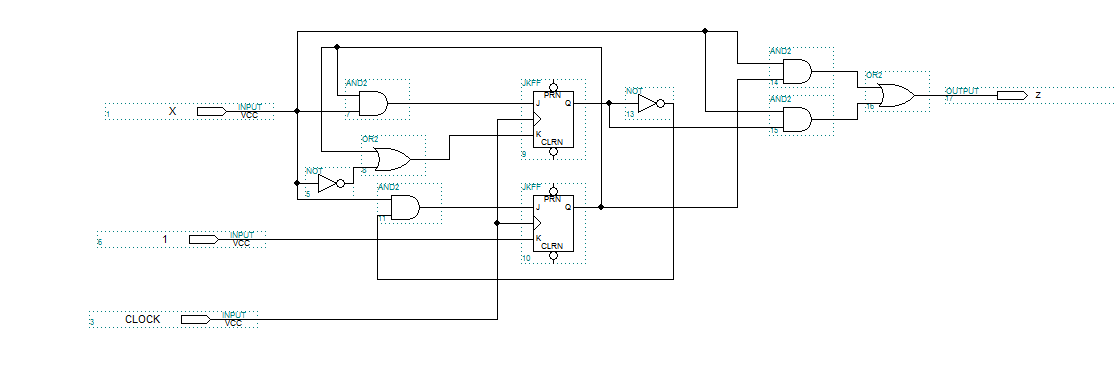 AND2
14
OR2
16
OUTPUT
17
z
AND2
15
AND2
7
JKFF
PRN
J
Q
K
CLRN
9
NOT
13
1
X
INPUT
VCC
OR2
8
NOT
5
AND2
11
JKFF
PRN
J
Q
K
CLRN
10
6
1
INPUT
VCC
3
CLOCK
INPUT
VCC